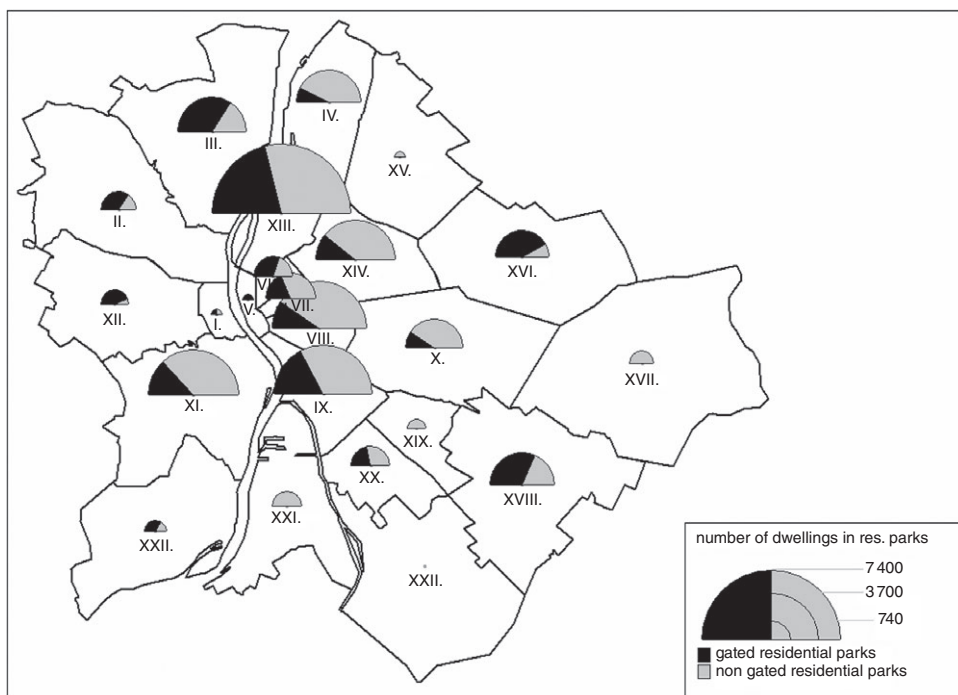 IV.
III.
XV.
II.
XIII.
XIV.
XVI.
VI.
VII.
XII.
I.
V.
VIII.
X.
XVII.
XI.
IX.
XIX.
XX.
XVIII.
XXI.
XXII.
XXII.
number of dwellings in res. parks
7 400
3 700
740
gated residential parks
non gated residential parks